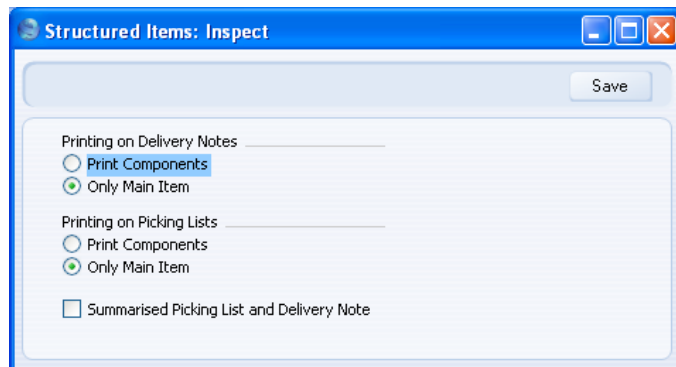 Structured Items: Inspect
Save
Printing on Delivery Notes
Print Components
Only Main Item
Printing on Picking Lists
Print Components
Only Main Item
Summarised Picking List and Delivery Note